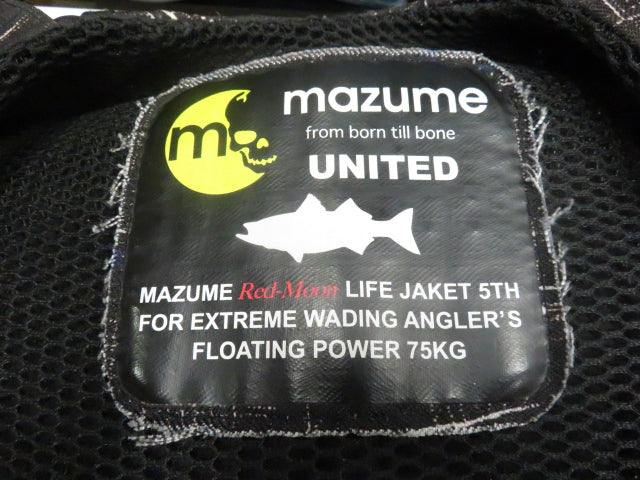 m
mazume
from born till bone
UNITED
MAZUME Red-Moon LIFE JAKET 5TH
FOR EXTREME WADING ANGLER'S
FLOATING POWER 75KG